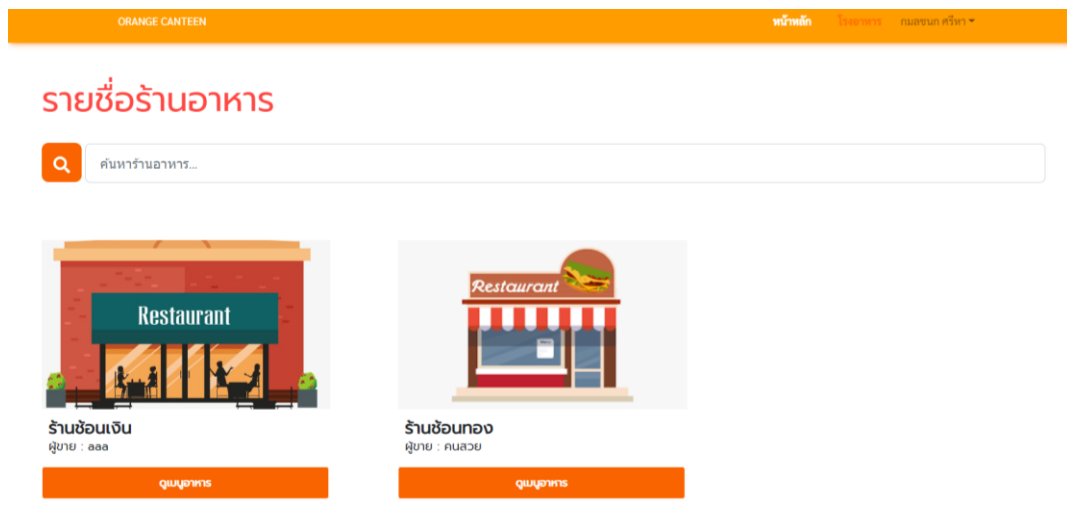 ORANGE CANTEEN หน้าหลัก โรงอาหาร กมลชนก ศรีทา
รายชื่อร้านอาหาร
ค้นหาร้านอาหาร...
Restaurant
Restaurant
ร้านช้อนเงิน
ผู้ขาย : aaa
ดูเมนูอาหาร
ร้านช้อนทอง
ผู้ขาย : คนสวย
ดูเมนูอาหาร